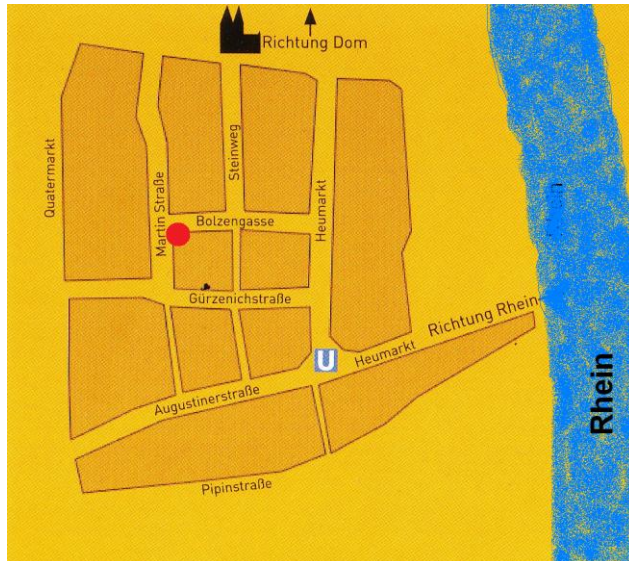 Richtung Dom
Quatermarkt
Martin Straße
Steinweg
Heumarkt
Bolzengasse
Gürzenichstraße
Richtung Rhein
Heumarkt
U
Augustinerstraße
Pipinstraße
Rhein